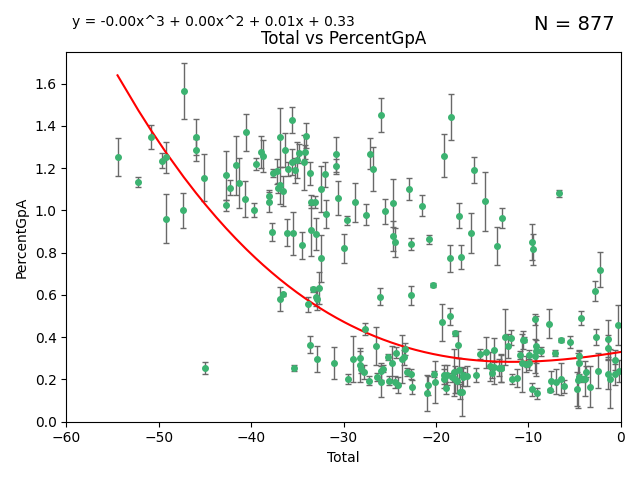 y = -0.00x^3 + 0.00x^2 + 0.01x + 0.33
N = 877
Total vs PercentGpA
PercentGpA
1.6
1.4
1.2
1.0
0.8
0.6
0.4
0.2
0.0
−60 −50 −40 −30 −20 −10 0
Total